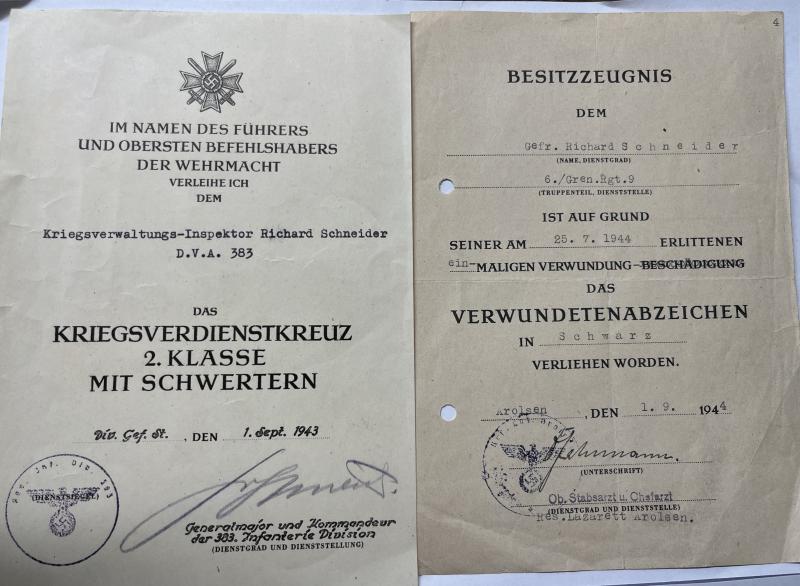 IM NAMEN DES FÜHRERS
UND OBERSTEN BEFEHLSHABERS
DER WEHRMACHT
VERLEIHE ICH
DEM
Kriegsverwaltungs-Inspektor Richard Schneider
D.V.A. 383
DAS
KRIEGSVERDIENSTKREUZ
2. KLASSE
MIT SCHWERTERN
Div. Gef. St., DEN 1. Sept. 1943
(DIENSTSIEGEL)
Generalmajor und Kommandeur
der 383. Infanterie Division
(DIENSTGRAD UND DIENSTSTELLUNG)
4
BESITZZEUGNIS
DEM
Gefr. Richard Schneider
(NAME, DIENSTGRAD)
6./Gren.Rgt.9
(TRUPPENTEIL, DIENSTSTELLE)
IST AUF GRUND
SEINER AM 25. 7. 1944 ERLITTENEN
ein-MALIGEN VERWUNDUNG-BESCHÄDIGUNG
DAS
VERWUNDETENABZEICHEN
IN Schwarz
VERLIEHEN WORDEN.
Arolsen, DEN 1. 9. 1944
(UNTERSCHRIFT)
Ob. Stabsarzt u. Chefarzt
(DIENSTGRAD UND DIENSTSTELLE)
Res. Lazarett Arolsen.